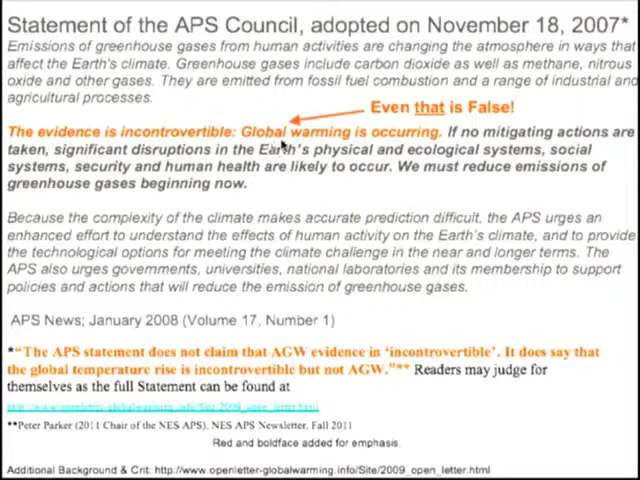 Statement of the APS Council, adopted on November 18, 2007*
Emissions of greenhouse gases from human activities are changing the atmosphere in ways that
affect the Earth's climate. Greenhouse gases include carbon dioxide as well as methane, nitrous
oxide and other gases. They are emitted from fossil fuel combustion and a range of industrial and
agricultural processes.
Even that is False!
The evidence is incontrovertible: Global warming is occurring. If no mitigating actions are
taken, significant disruptions in the Earth's physical and ecological systems, social
systems, security and human health are likely to occur. We must reduce emissions of
greenhouse gases beginning now.
Because the complexity of the climate makes accurate prediction difficult, the APS urges an
enhanced effort to understand the effects of human activity on the Earth's climate, and to provide
the technological options for meeting the climate challenge in the near and longer terms. The
APS also urges governments, universities, national laboratories and its membership to support
policies and actions that will reduce the emission of greenhouse gases.
APS News; January 2008 (Volume 17, Number 1)
*"The APS statement does not claim that AGW evidence in 'incontrovertible'. It does say that
the global temperature rise is incontrovertible but not AGW."** Readers may judge for
themselves as the full Statement can be found at
http://www.openletter-globalwarming.info/Site/2009_open_letter.html
**Peter Parker (2011 Chair of the NES APS), NES APS Newsletter, Fall 2011
Red and boldface added for emphasis.
Additional Background & Crit: http://www.openletter-globalwarming.info/Site/2009_open_letter.html